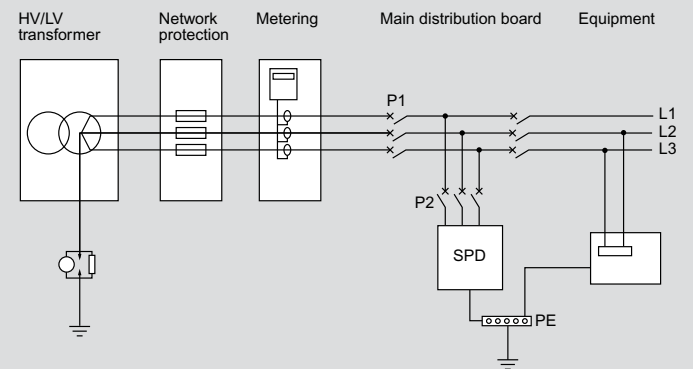 HV/LV
transformer
Network
protection
Metering
Main distribution board
Equipment
P1
L1
L2
L3
P2
SPD
PE